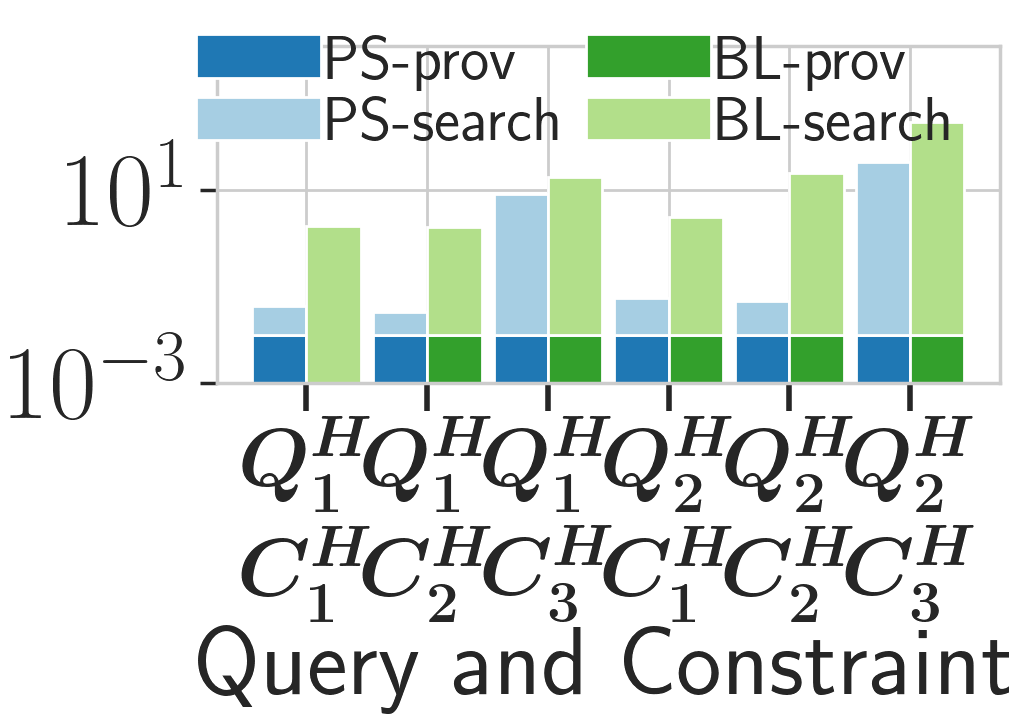 PS-prov BL-prov
PS-search BL-search
10^1
10^-3
Q_1^H Q_1^H Q_1^H Q_2^H Q_2^H Q_2^H
C_1^H C_2^H C_3^H C_1^H C_2^H C_3^H
Query and Constraint